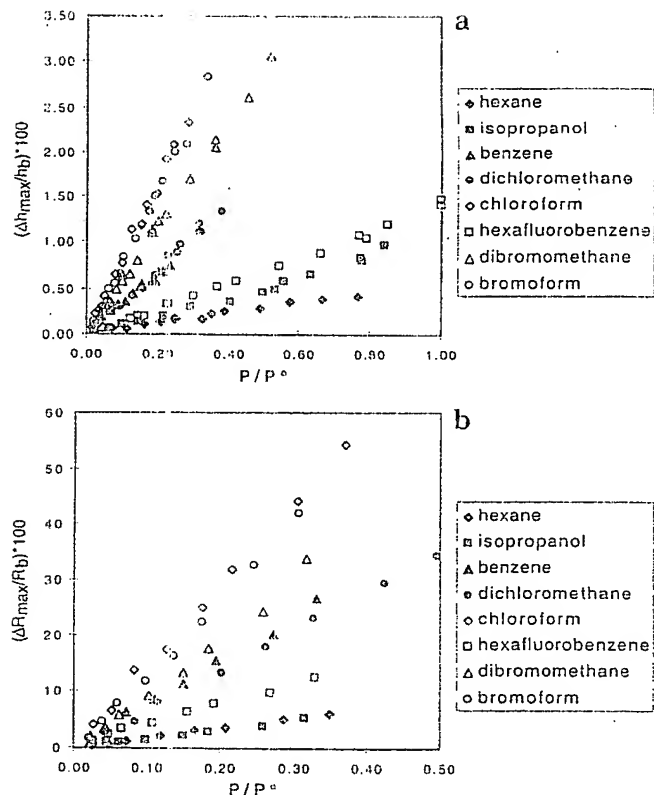 a
3.50
3.00
2.50
2.00
1.50
1.00
0.50
0.00
(Δhmax/hb)*100
0.00 0.20 0.40 0.60 0.80 1.00
P / P°
hexane
isopropanol
benzene
dichloromethane
chloroform
hexafluorobenzene
dibromomethane
bromoform
b
60
50
40
30
20
10
0
(ΔRmax/Rb)*100
0.00 0.10 0.20 0.30 0.40 0.50
P / P°
hexane
isopropanol
benzene
dichloromethane
chloroform
hexafluorobenzene
dibromomethane
bromoform